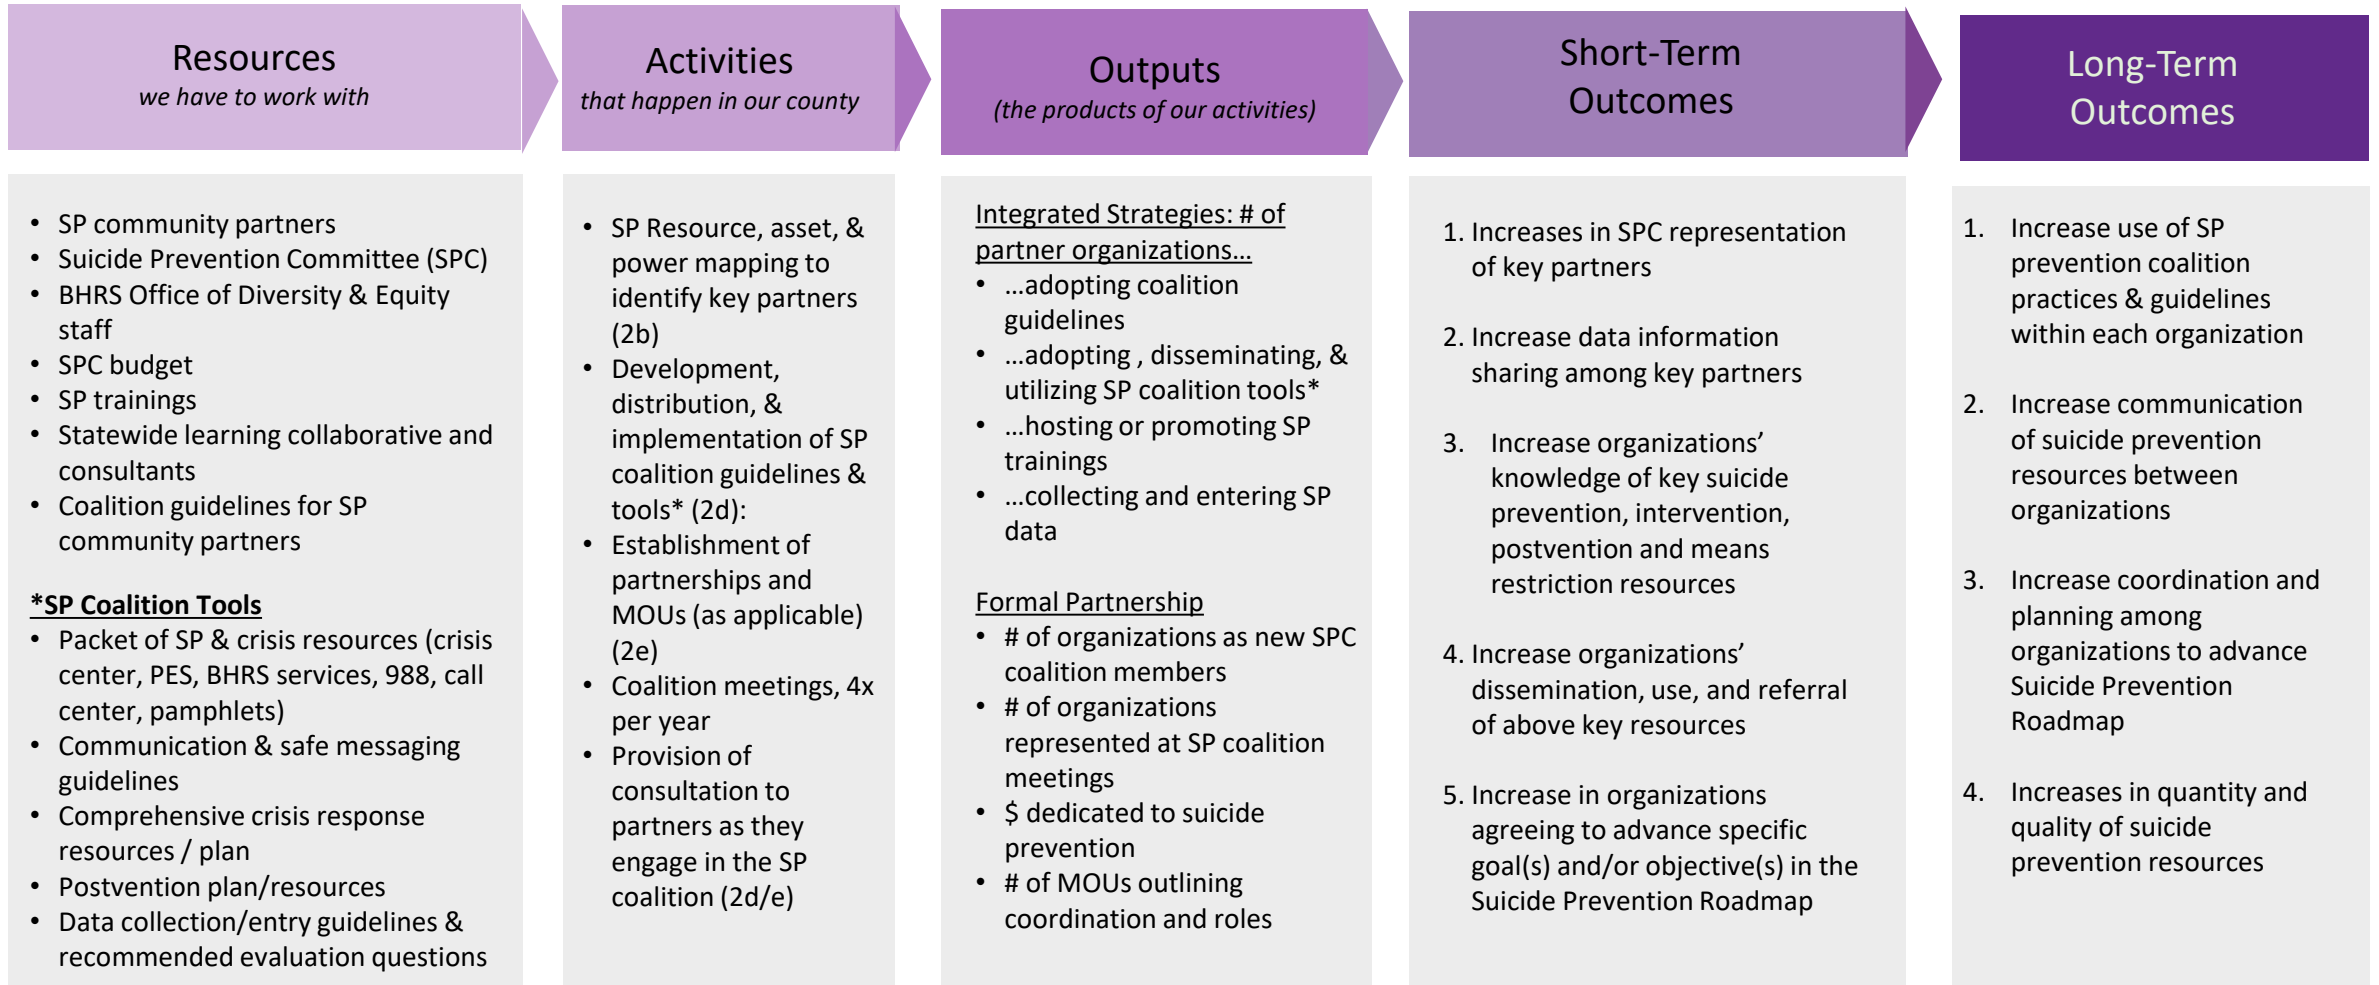 Resources
we have to work with
Activities
that happen in our county
Outputs
(the products of our activities)
Short-Term
Outcomes
Long-Term
Outcomes
• SP community partners
• Suicide Prevention Committee (SPC)
• BHRS Office of Diversity & Equity
staff
• SPC budget
• SP trainings
• Statewide learning collaborative and
consultants
• Coalition guidelines for SP
community partners
*SP Coalition Tools
• Packet of SP & crisis resources (crisis
center, PES, BHRS services, 988, call
center, pamphlets)
• Communication & safe messaging
guidelines
• Comprehensive crisis response
resources / plan
• Postvention plan/resources
• Data collection/entry guidelines &
recommended evaluation questions
• SP Resource, asset, &
power mapping to
identify key partners
(2b)
• Development,
distribution, &
implementation of SP
coalition guidelines &
tools* (2d):
• Establishment of
partnerships and
MOUs (as applicable)
(2e)
• Coalition meetings, 4x
per year
• Provision of
consultation to
partners as they
engage in the SP
coalition (2d/e)
Integrated Strategies: # of
partner organizations…
• …adopting coalition
guidelines
• …adopting , disseminating, &
utilizing SP coalition tools*
• …hosting or promoting SP
trainings
• …collecting and entering SP
data
Formal Partnership
• # of organizations as new SPC
coalition members
• # of organizations
represented at SP coalition
meetings
• $ dedicated to suicide
prevention
• # of MOUs outlining
coordination and roles
1. Increases in SPC representation
of key partners
2. Increase data information
sharing among key partners
3. Increase organizations’
knowledge of key suicide
prevention, intervention,
postvention and means
restriction resources
4. Increase organizations’
dissemination, use, and referral
of above key resources
5. Increase in organizations
agreeing to advance specific
goal(s) and/or objective(s) in the
Suicide Prevention Roadmap
1. Increase use of SP
prevention coalition
practices & guidelines
within each organization
2. Increase communication
of suicide prevention
resources between
organizations
3. Increase coordination and
planning among
organizations to advance
Suicide Prevention
Roadmap
4. Increases in quantity and
quality of suicide
prevention resources